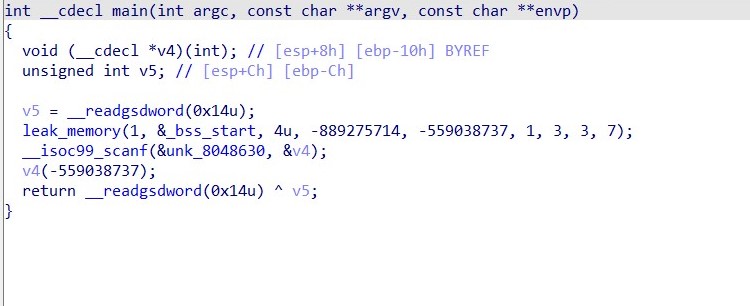 int __cdecl main(int argc, const char **argv, const char **envp)
{
  void (__cdecl *v4)(int); // [esp+8h] [ebp-10h] BYREF
  unsigned int v5; // [esp+Ch] [ebp-Ch]

  v5 = __readgsdword(0x14u);
  leak_memory(1, &_bss_start, 4u, -889275714, -559038737, 1, 3, 3, 7);
  __isoc99_scanf(&unk_8048630, &v4);
  v4(-559038737);
  return __readgsdword(0x14u) ^ v5;
}